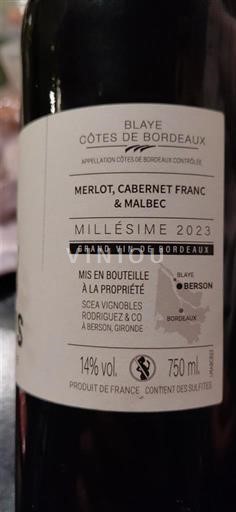 BLAYE
CÔTES DE BORDEAUX
APPELLATION CÔTES DE BORDEAUX CONTRÔLÉE
MERLOT, CABERNET FRANC
& MALBEC
MILLÉSIME 2023
GRAND VIN DE BORDEAUX
VINIOU
MIS EN BOUTEILLE
À LA PROPRIÉTÉ
SCEA VIGNOBLES
RODRIGUEZ & CO
À BERSON, GIRONDE
BLAYE
BERSON
BORDEAUX
S
14% vol.
750 ml.
PRODUIT DE FRANCE CONTIENT DES SULFITES